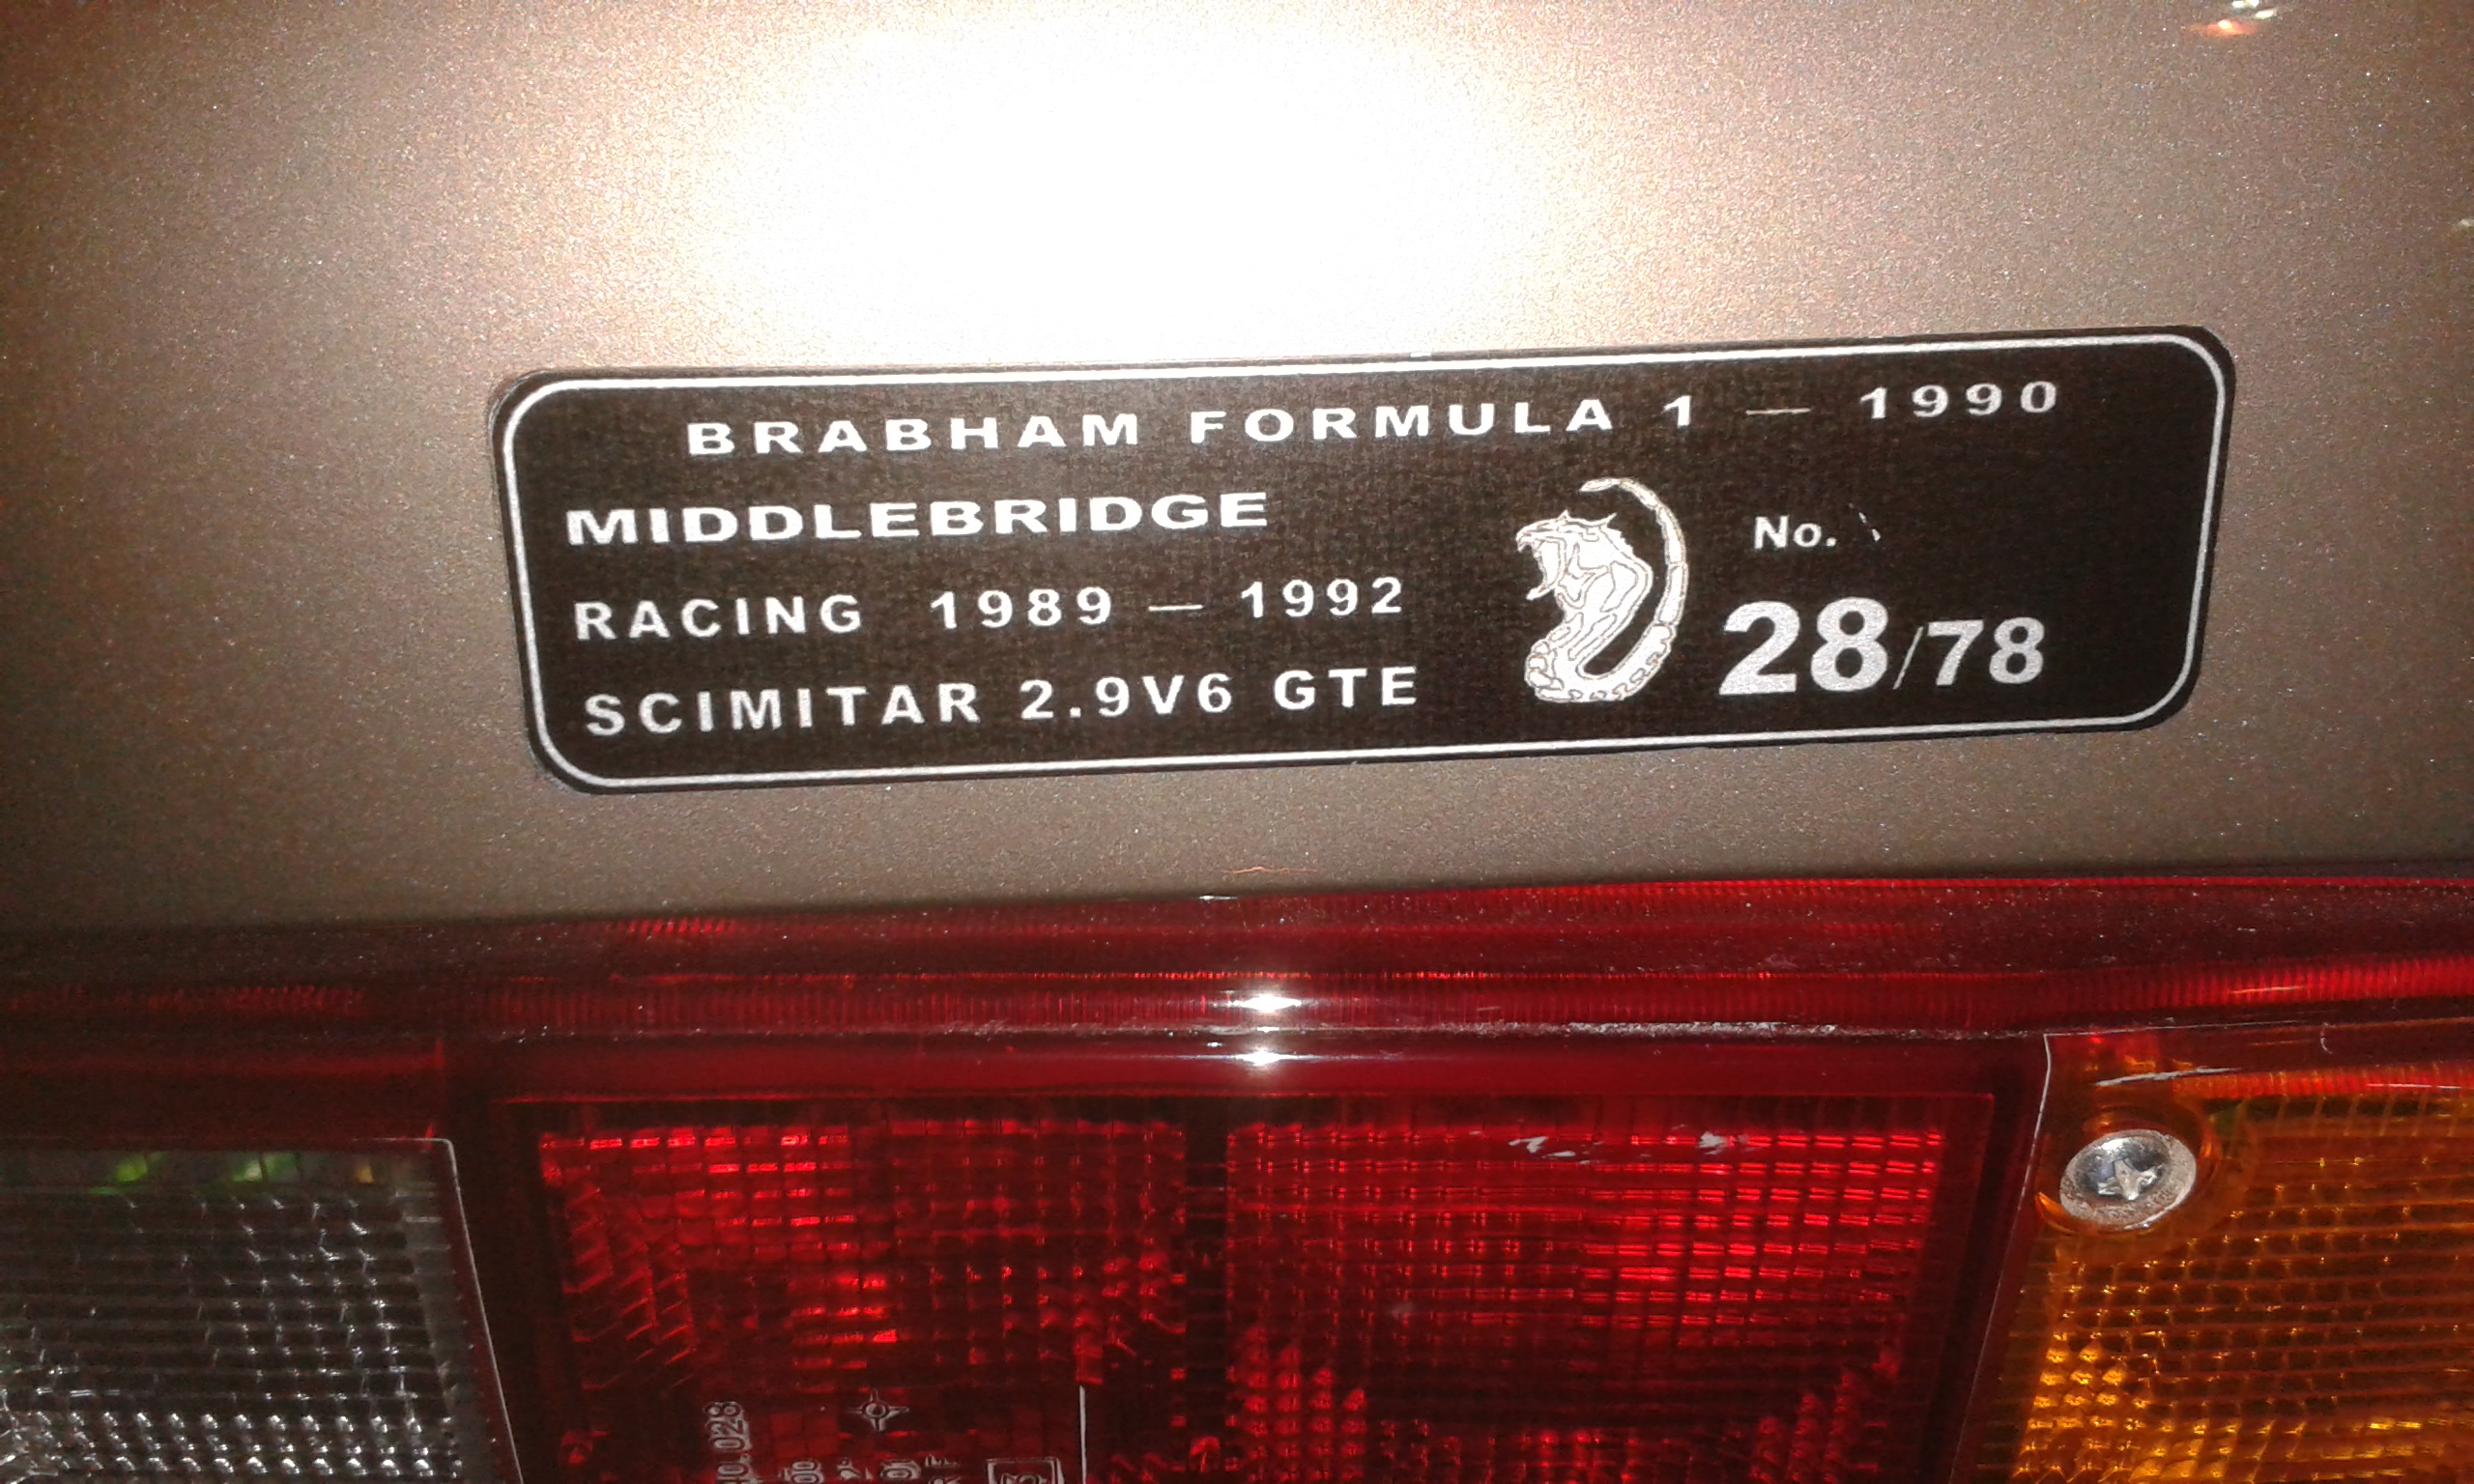 BRABHAM FORMULA 1 — 1990
MIDDLEBRIDGE
RACING 1989 — 1992
SCIMITAR 2.9V6 GTE
No.
28/78